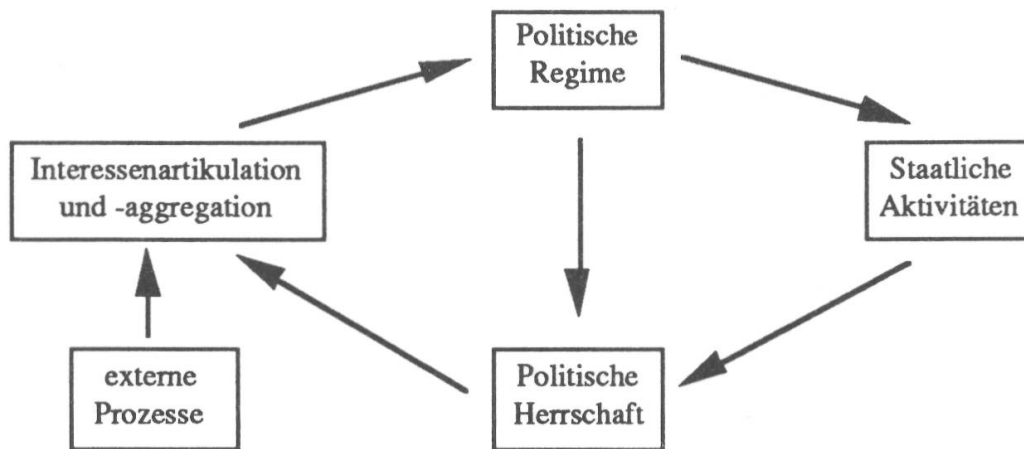 Politische
Regime
Interessenartikulation
und -aggregation
Staatliche
Aktivitäten
externe
Prozesse
Politische
Herrschaft